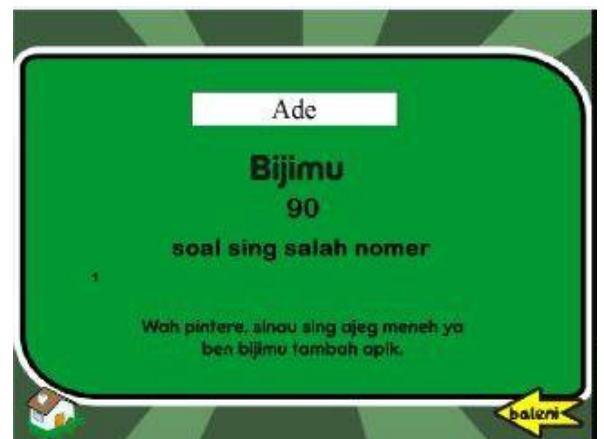 Ade
Bijimu
90
soal sing salah nomer
1
Wah pintere, sinau sing ajeg meneh ya
ben bijimu tambah apik.
baleni